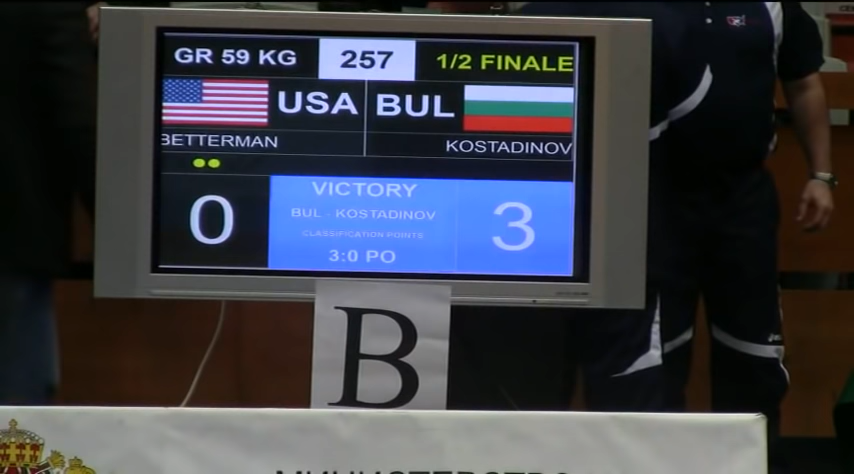 GR 59 KG 257 1/2 FINALE
USA BUL
BETTERMAN KOSTADINOV
VICTORY
BUL - KOSTADINOV
CLASSIFICATION POINTS
0 3
3:0 PO
B